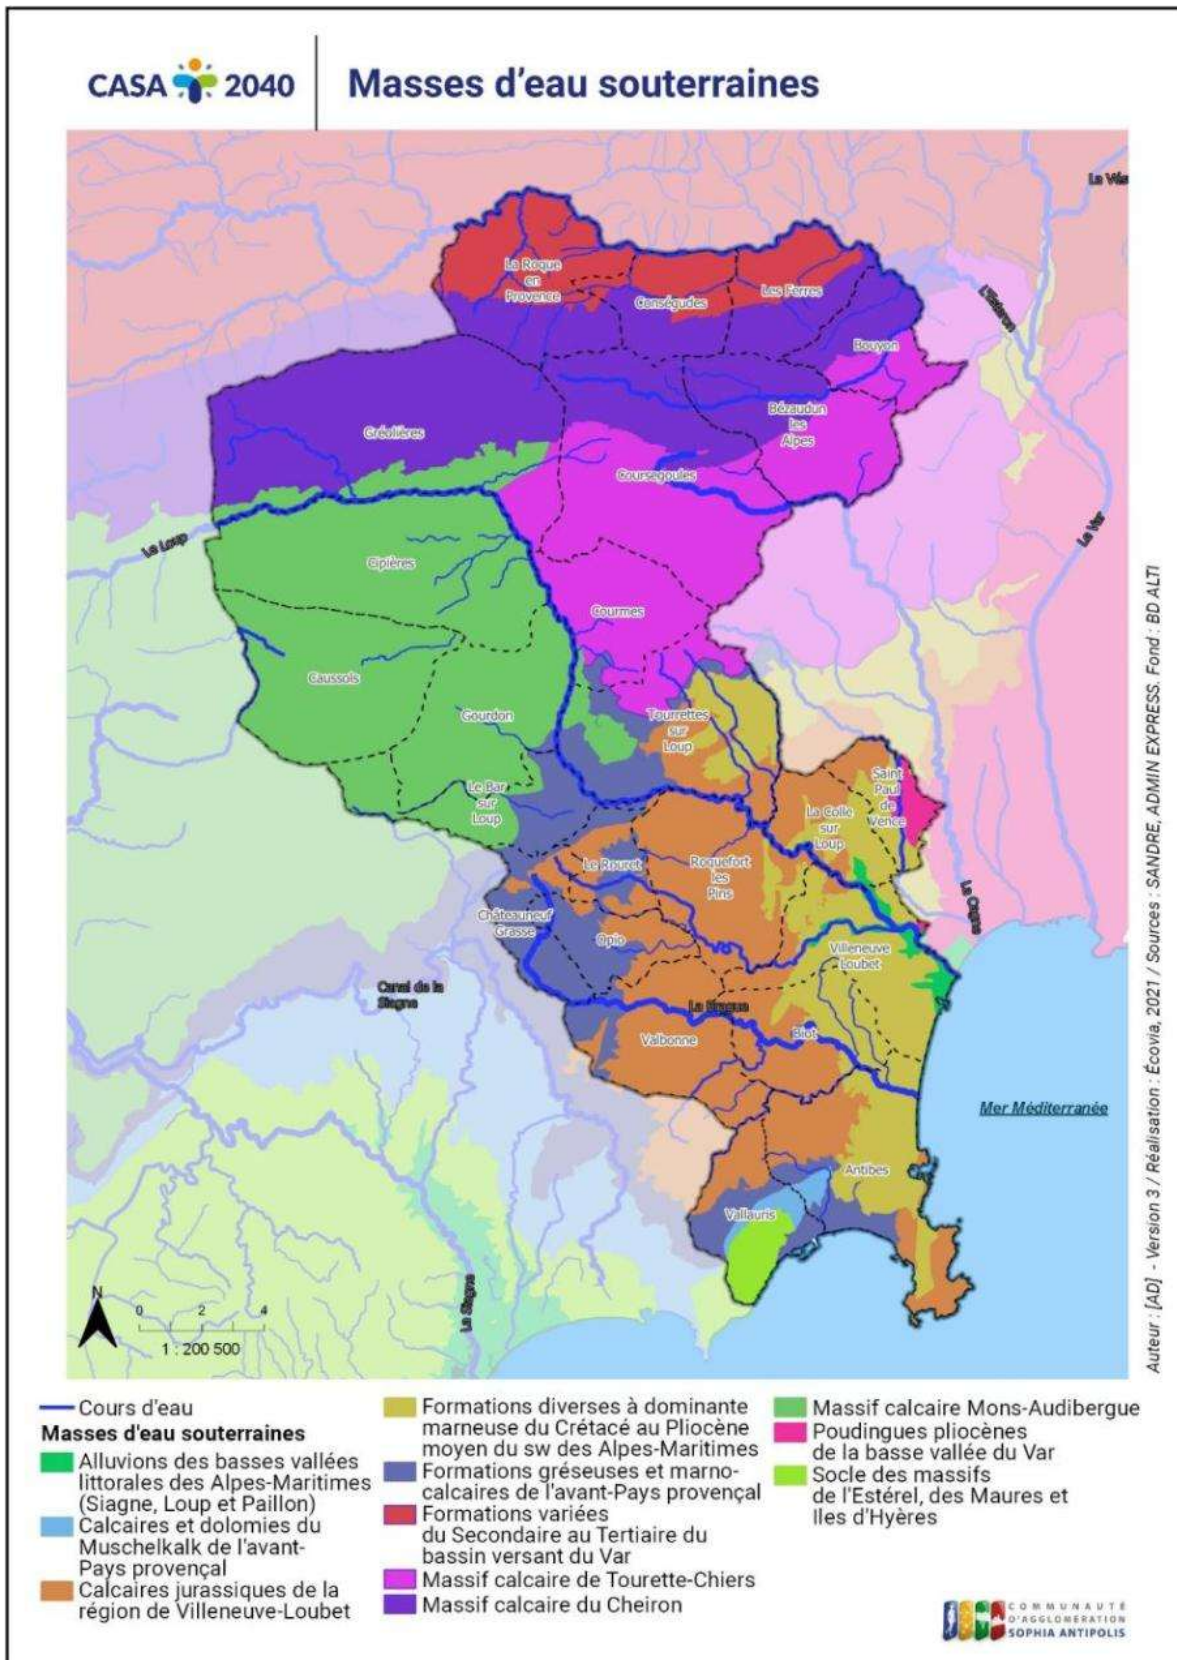 CASA 2040
Masses d'eau souterraines
La Vés
La Roque
en
Provence
Conségudes
Les Ferres
L'Estéron
Bouyon
Bézaudun
les
Alpes
Gréolières
Coursegoules
Le Loup
Le Var
Cipières
Courmes
Caussols
Gourdon
Tourrettes
sur
Loup
Le Bar
sur
Loup
Saint
Paul
de
Vence
La Colle
sur
Loup
Le Rouret
Roquefort
les
Pins
Châteauneuf
Grasse
Opio
La Cagne
Villeneuve
Loubet
Canal de la
Siagne
La Brague
Valbonne
Biot
Mer Méditerranée
Antibes
Vallauris
La Siagne
N
0 2 4
1 : 200 500
Auteur : [AD] - Version 3 / Réalisation : Écovia, 2021 / Sources : SANDRE, ADMIN EXPRESS. Fond : BD ALTI
Cours d'eau
Masses d'eau souterraines
Alluvions des basses vallées
littorales des Alpes-Maritimes
(Siagne, Loup et Paillon)
Calcaires et dolomies du
Muschelkalk de l'avant-
Pays provençal
Calcaires jurassiques de la
région de Villeneuve-Loubet
Formations diverses à dominante
marneuse du Crétacé au Pliocène
moyen du sw des Alpes-Maritimes
Formations gréseuses et marno-
calcaires de l'avant-Pays provençal
Formations variées
du Secondaire au Tertiaire du
bassin versant du Var
Massif calcaire de Tourette-Chiers
Massif calcaire du Cheiron
Massif calcaire Mons-Audibergue
Poudingues pliocènes
de la basse vallée du Var
Socle des massifs
de l'Estérel, des Maures et
Iles d'Hyères
COMMUNAUTÉ
D'AGGLOMÉRATION
SOPHIA ANTIPOLIS